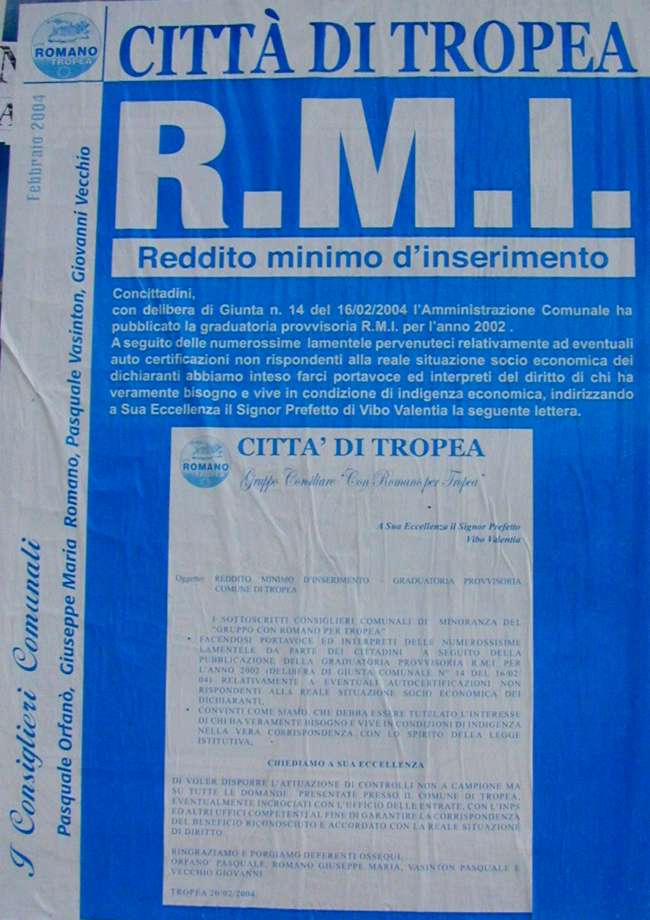 ROMANO
TROPEA
CITTÀ DI TROPEA
Febbraio 2004
I Consiglieri Comunali
Pasquale Orfanò, Giuseppe Maria Romano, Pasquale Vasinton, Giovanni Vecchio
R.M.I.
Reddito minimo d'inserimento
Concittadini,
con delibera di Giunta n. 14 del 16/02/2004 l'Amministrazione Comunale ha
pubblicato la graduatoria provvisoria R.M.I. per l'anno 2002 .
A seguito delle numerossime lamentele pervenuteci relativamente ad eventuali
auto certificazioni non rispondenti alla reale situazione socio economica dei
dichiaranti abbiamo inteso farci portavoce ed interpreti del diritto di chi ha
veramente bisogno e vive in condizione di indigenza economica, indirizzando
a Sua Eccellenza il Signor Prefetto di Vibo Valentia la seguente lettera.
ROMANO
TROPEA
CITTA' DI TROPEA
Gruppo Consiliare "Con Romano per Tropea"
A Sua Eccellenza il Signor Prefetto
Vibo Valentia
Oggetto: REDDITO MINIMO D'INSERIMENTO - GRADUATORIA PROVVISORIA
COMUNE DI TROPEA
I SOTTOSCRITTI CONSIGLIERI COMUNALI DI MINORANZA DEL
"GRUPPO CON ROMANO PER TROPEA"
• FACENDOSI PORTAVOCE ED INTERPRETI DELLE NUMEROSSISIME
LAMENTELE DA PARTE DEI CITTADINI A SEGUITO DELLA
PUBBLICAZIONE DELLA GRADUATORIA PROVVISORIA R.M.I. PER
L'ANNO 2002 (DELIBERA DI GIUNTA COMUNALE N° 14 DEL 16/02/
04) RELATIVAMENTE A EVENTUALE AUTOCERTIFICAZIONI NON
RISPONDENTI ALLA REALE SITUAZIONE SOCIO ECONOMICA DEI
DICHIARANTI,
• CONVINTI COME SIAMO, CHE DEBBA ESSERE TUTELATO L'INTERESSE
DI CHI HA VERAMENTE BISOGNO E VIVE IN CONDIZIONI DI INDIGENZA
NELLA VERA CORRISPONDENZA CON LO SPIRITO DELLA LEGGE
ISTITUTIVA,
CHIEDIAMO A SUA ECCELLENZA
DI VOLER DISPORRE L'ATTUAZIONE DI CONTROLLI NON A CAMPIONE MA
SU TUTTE LE DOMANDE PRESENTATE PRESSO IL COMUNE DI TROPEA,
EVENTUALMENTE INCROCIATI CON L'UFFICIO DELLE ENTRATE, CON L'INPS
ED ALTRI UFFICI COMPETENTI AL FINE DI GARANTIRE LA CORRISPONDENZA
DEL BENEFICIO RICONOSCIUTO E ACCORDATO CON LA REALE SITUAZIONE
DI DIRITTO.
RINGRAZIAMO E PORGIAMO DEFERENTI OSSEQUI.
ORFANO' PASQUALE, ROMANO GIUSEPPE MARIA, VASINTON PASQUALE E
VECCHIO GIOVANNI
TROPEA 26/02/2004